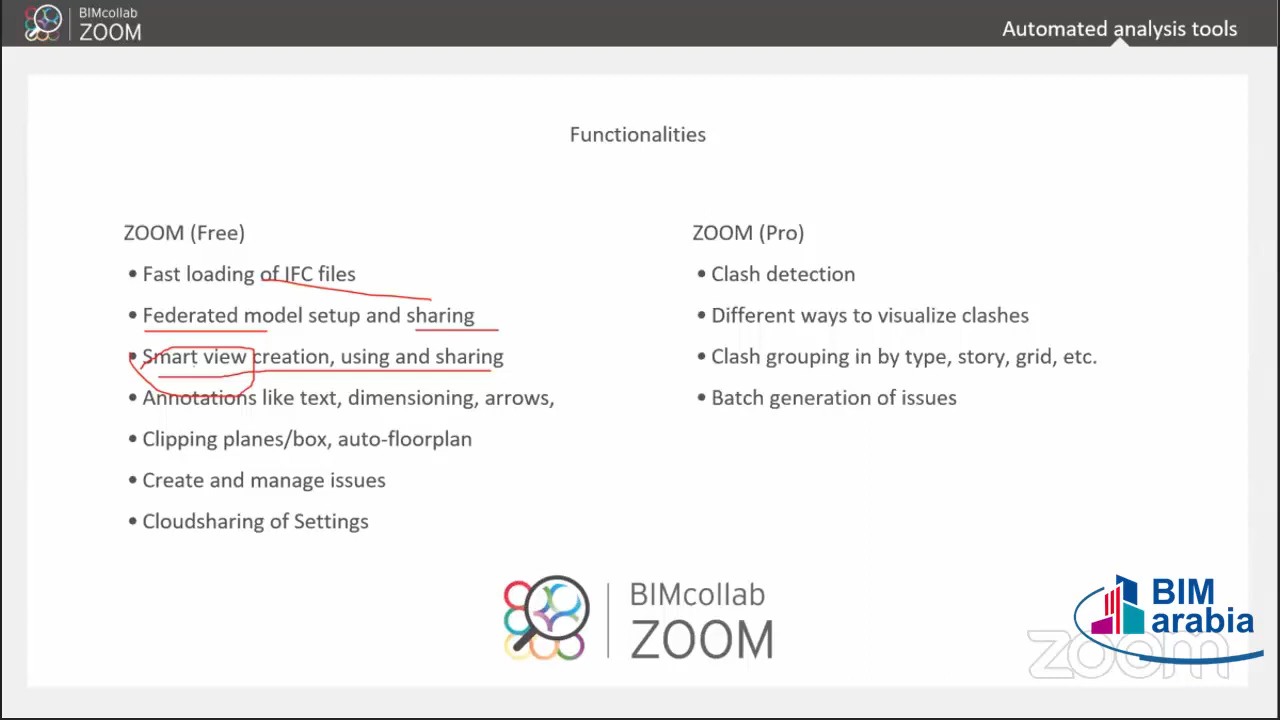 BIMcollab
ZOOM
Automated analysis tools
Functionalities
ZOOM (Free)
• Fast loading of IFC files
• Federated model setup and sharing
• Smart view creation, using and sharing
• Annotations like text, dimensioning, arrows,
• Clipping planes/box, auto-floorplan
• Create and manage issues
• Cloudsharing of Settings
ZOOM (Pro)
• Clash detection
• Different ways to visualize clashes
• Clash grouping in by type, story, grid, etc.
• Batch generation of issues
BIMcollab
ZOOM
BIM
arabia
zoom